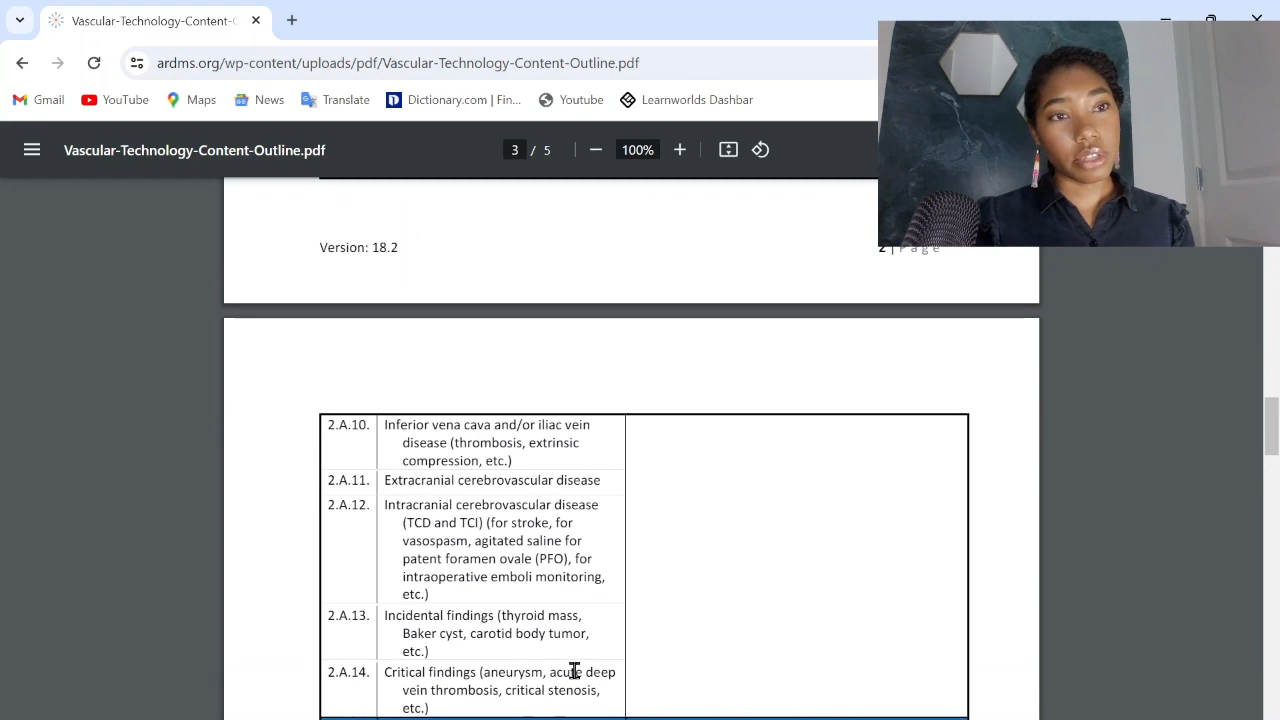 Vascular-Technology-Content-O
ardms.org/wp-content/uploads/pdf/Vascular-Technology-Content-Outline.pdf
Gmail YouTube Maps News Translate Dictionary.com | Fin... Youtube Learnworlds Dashbar
Vascular-Technology-Content-Outline.pdf 3 / 5 100%
Version: 18.2 2 | Page
2.A.10. Inferior vena cava and/or iliac vein
disease (thrombosis, extrinsic
compression, etc.)
2.A.11. Extracranial cerebrovascular disease
2.A.12. Intracranial cerebrovascular disease
(TCD and TCI) (for stroke, for
vasospasm, agitated saline for
patent foramen ovale (PFO), for
intraoperative emboli monitoring,
etc.)
2.A.13. Incidental findings (thyroid mass,
Baker cyst, carotid body tumor,
etc.)
2.A.14. Critical findings (aneurysm, acute deep
vein thrombosis, critical stenosis,
etc.)